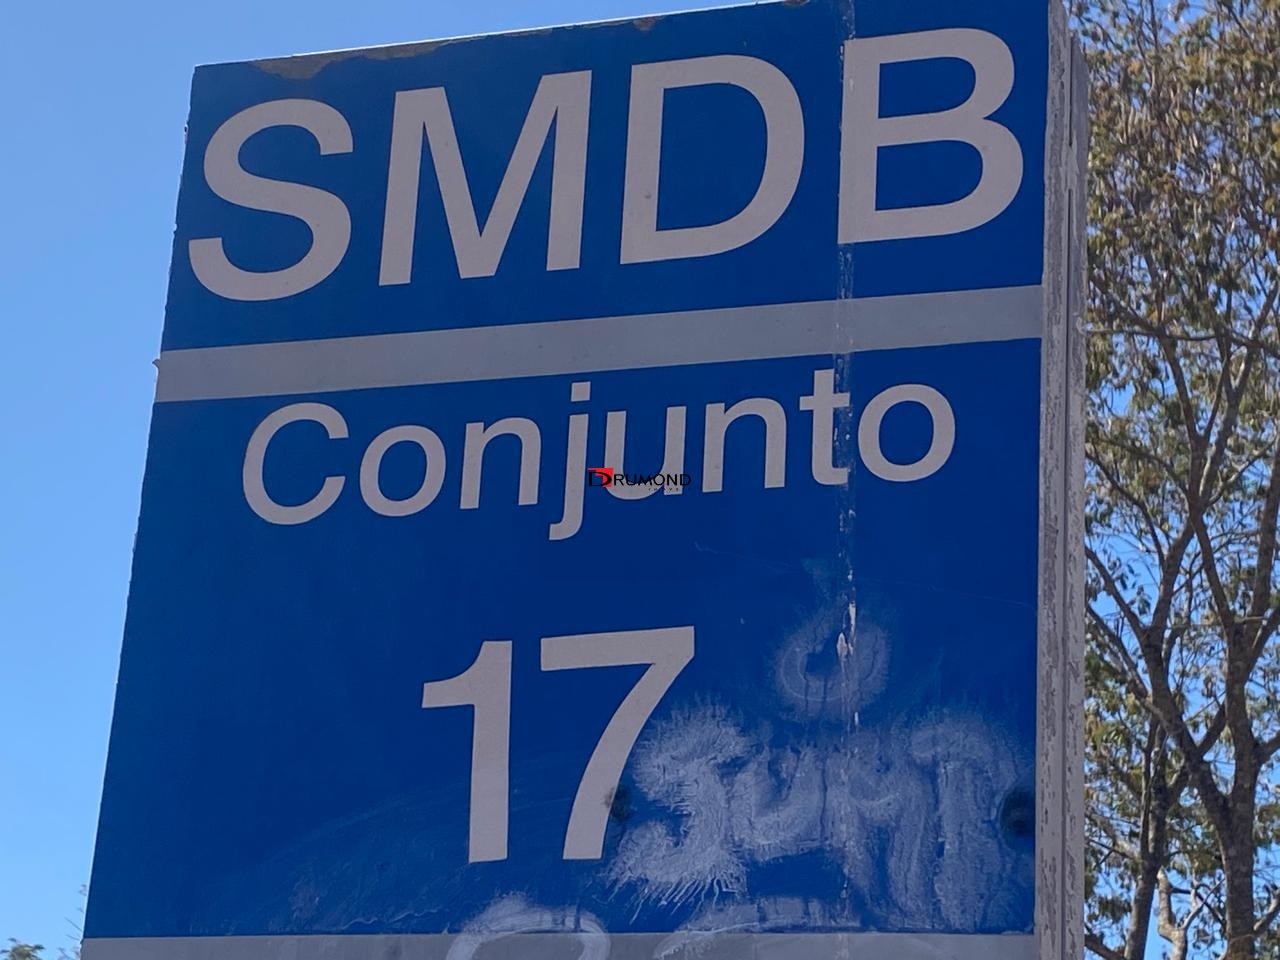 SMDB
Conjunto
DRUMOND
17